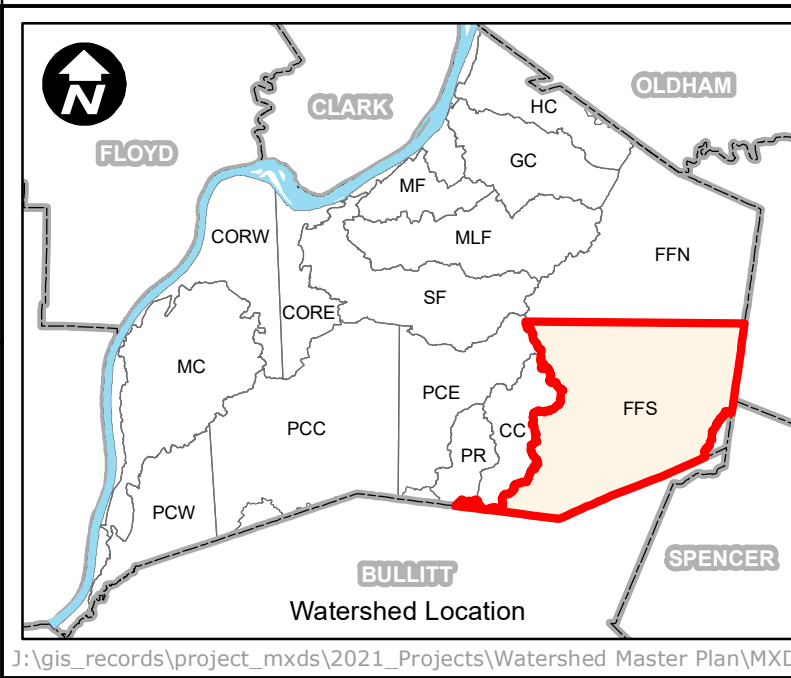 N
OLDHAM
HC
CLARK
FLOYD
GC
MF
CORW
MLF
FFN
CORE
SF
MC
PCE
FFS
PCC
CC
PR
PCW
SPENCER
BULLITT
Watershed Location
J:\gis_records\project_mxds\2021_Projects\Watershed Master Plan\MXD